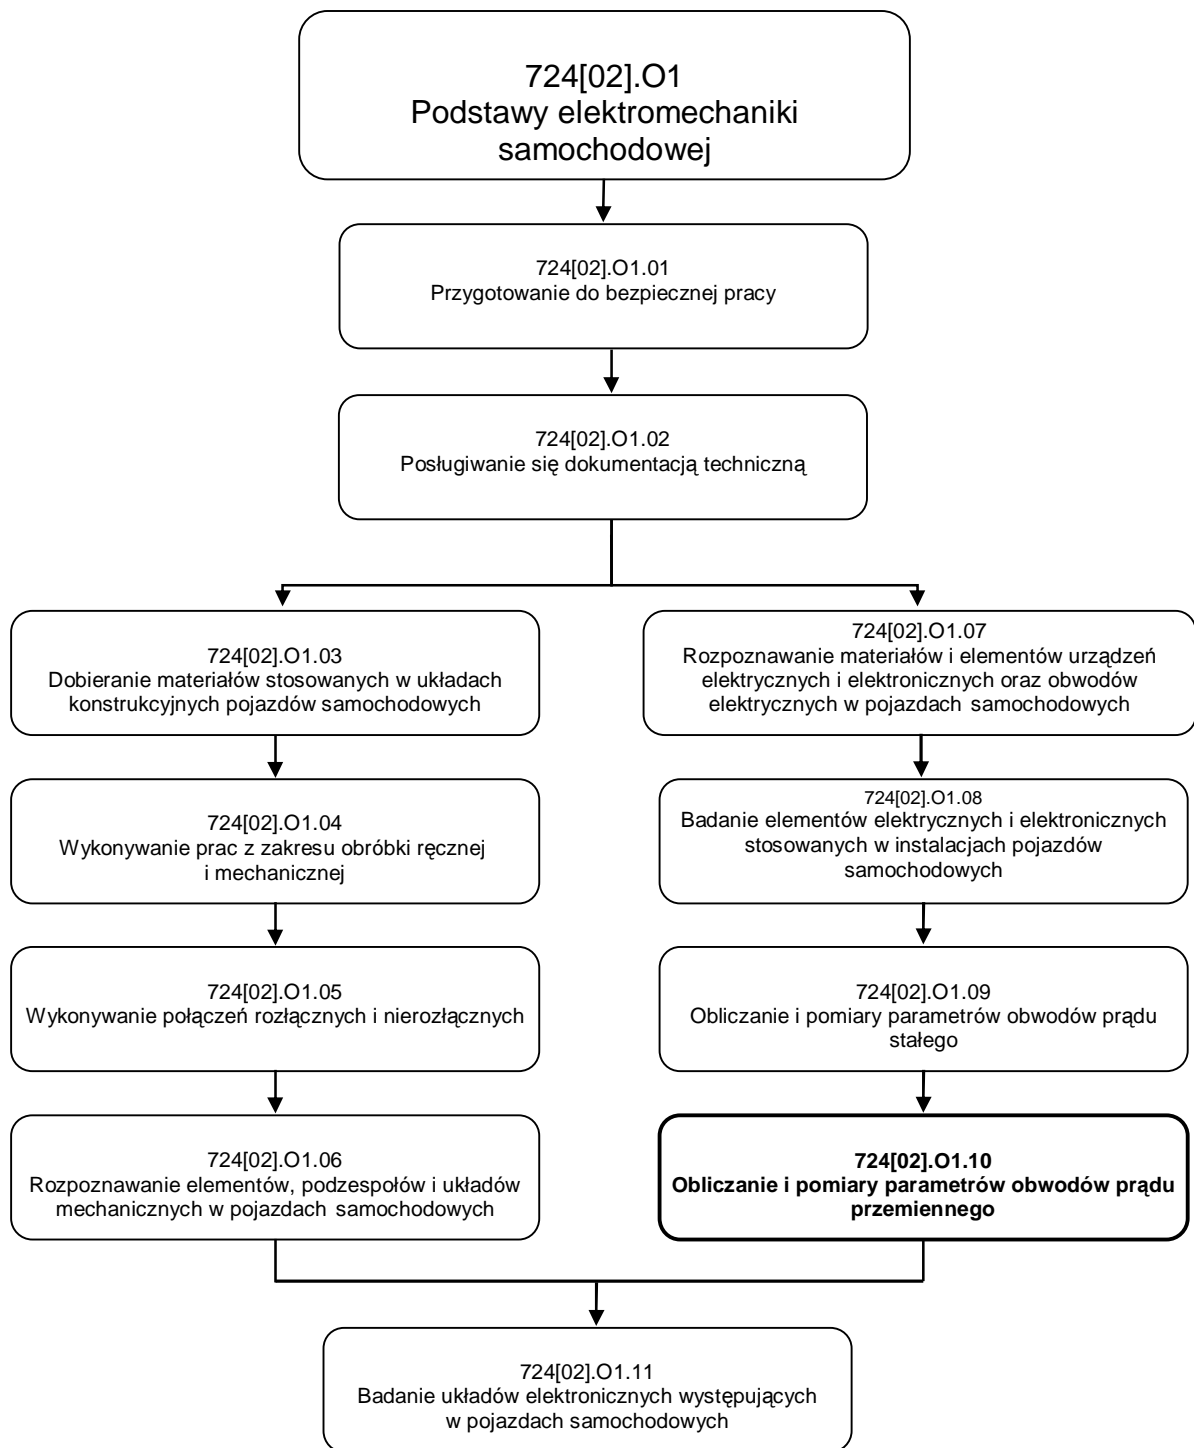 724[02].O1
Podstawy elektromechaniki
samochodowej
724[02].O1.01
Przygotowanie do bezpiecznej pracy
724[02].O1.02
Posługiwanie się dokumentacją techniczną
724[02].O1.03
Dobieranie materiałów stosowanych w układach
konstrukcyjnych pojazdów samochodowych
724[02].O1.07
Rozpoznawanie materiałów i elementów urządzeń
elektrycznych i elektronicznych oraz obwodów
elektrycznych w pojazdach samochodowych
724[02].O1.04
Wykonywanie prac z zakresu obróbki ręcznej
i mechanicznej
724[02].O1.08
Badanie elementów elektrycznych i elektronicznych
stosowanych w instalacjach pojazdów
samochodowych
724[02].O1.05
Wykonywanie połączeń rozłącznych i nierozłącznych
724[02].O1.09
Obliczanie i pomiary parametrów obwodów prądu
stałego
724[02].O1.06
Rozpoznawanie elementów, podzespołów i układów
mechanicznych w pojazdach samochodowych
724[02].O1.10
Obliczanie i pomiary parametrów obwodów prądu
przemiennego
724[02].O1.11
Badanie układów elektronicznych występujących
w pojazdach samochodowych